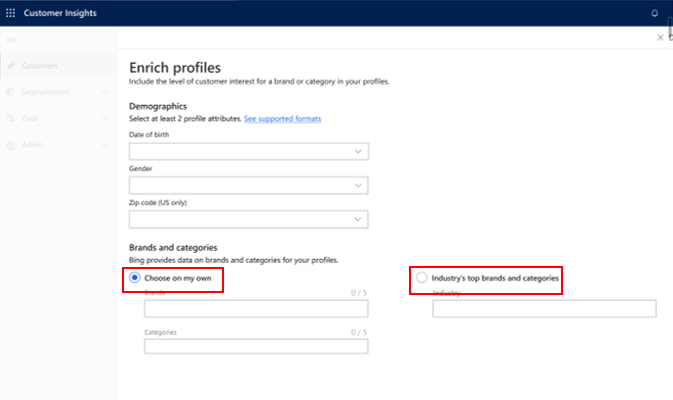 Customer Insights
Customers
Segmentation
Data
Admin
Enrich profiles
Include the level of customer interest for a brand or category in your profiles.
Demographics
Select at least 2 profile attributes. See supported formats
Date of birth
Gender
Zip code (US only)
Brands and categories
Bing provides data on brands and categories for your profiles.
Choose on my own
Industry's top brands and categories
Brands 0 / 5
Industry
Categories 0 / 5